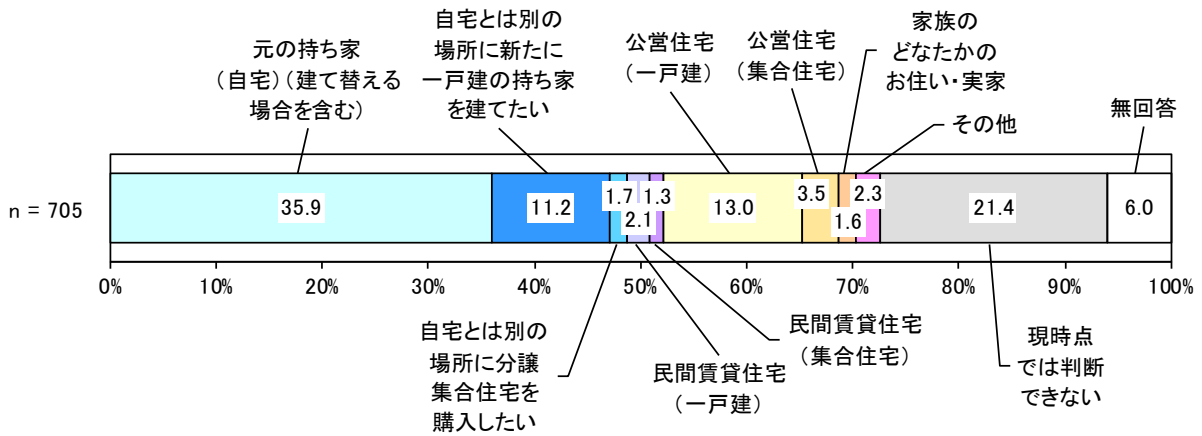 元の持ち家
（自宅）（建て替える
場合を含む）
自宅とは別の
場所に新たに
一戸建の持ち家
を建てたい
公営住宅
（一戸建）
公営住宅
（集合住宅）
家族の
どなたかの
お住い・実家
その他
無回答
n = 705
35.9
11.2
1.7
2.1
1.3
13.0
3.5
1.6
2.3
21.4
6.0
0%
10%
20%
30%
40%
50%
60%
70%
80%
90%
100%
自宅とは別の
場所に分譲
集合住宅を
購入したい
民間賃貸住宅
（一戸建）
民間賃貸住宅
（集合住宅）
現時点
では判断
できない